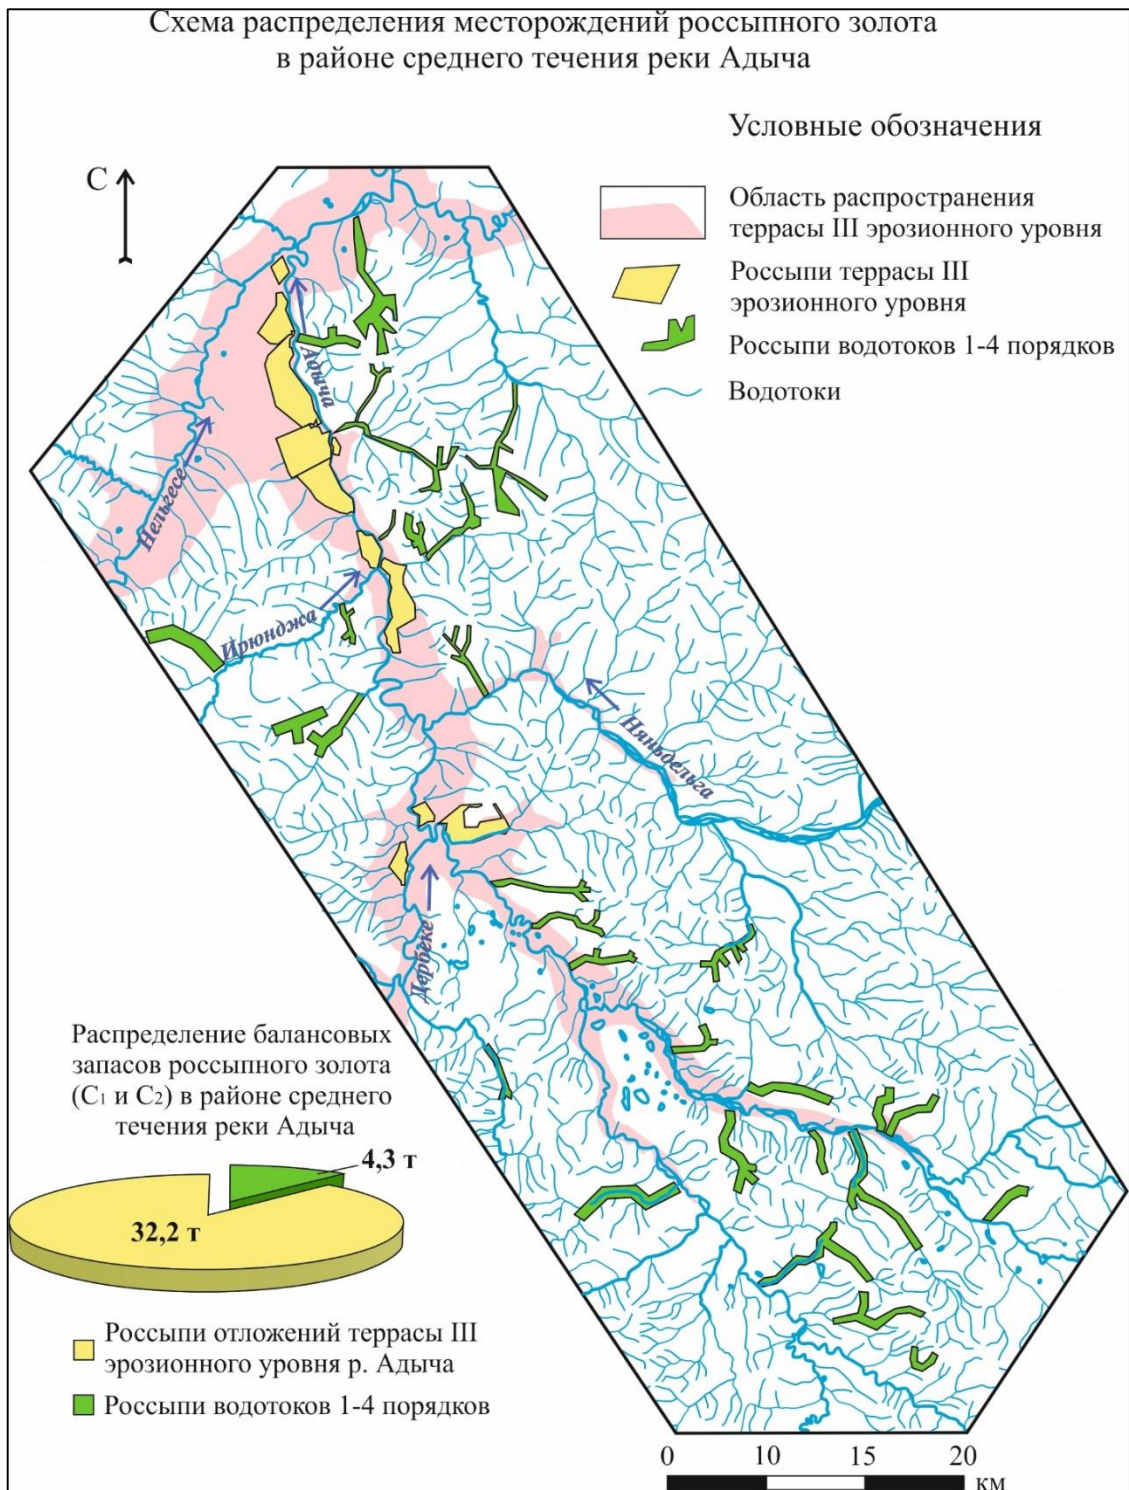 Схема распределения месторождений россыпного золота
в районе среднего течения реки Адыча
Условные обозначения
С
Область распространения
террасы III эрозионного уровня
Россыпи террасы III
эрозионного уровня
Россыпи водотоков 1-4 порядков
Водотоки
Адыча
Нельгесе
Ирюнджа
Няньдельга
Дербеке
Распределение балансовых
запасов россыпного золота
(С1 и С2) в районе среднего
течения реки Адыча
4,3 т
32,2 т
Россыпи отложений террасы III
эрозионного уровня р. Адыча
Россыпи водотоков 1-4 порядков
0 10 15 20
км